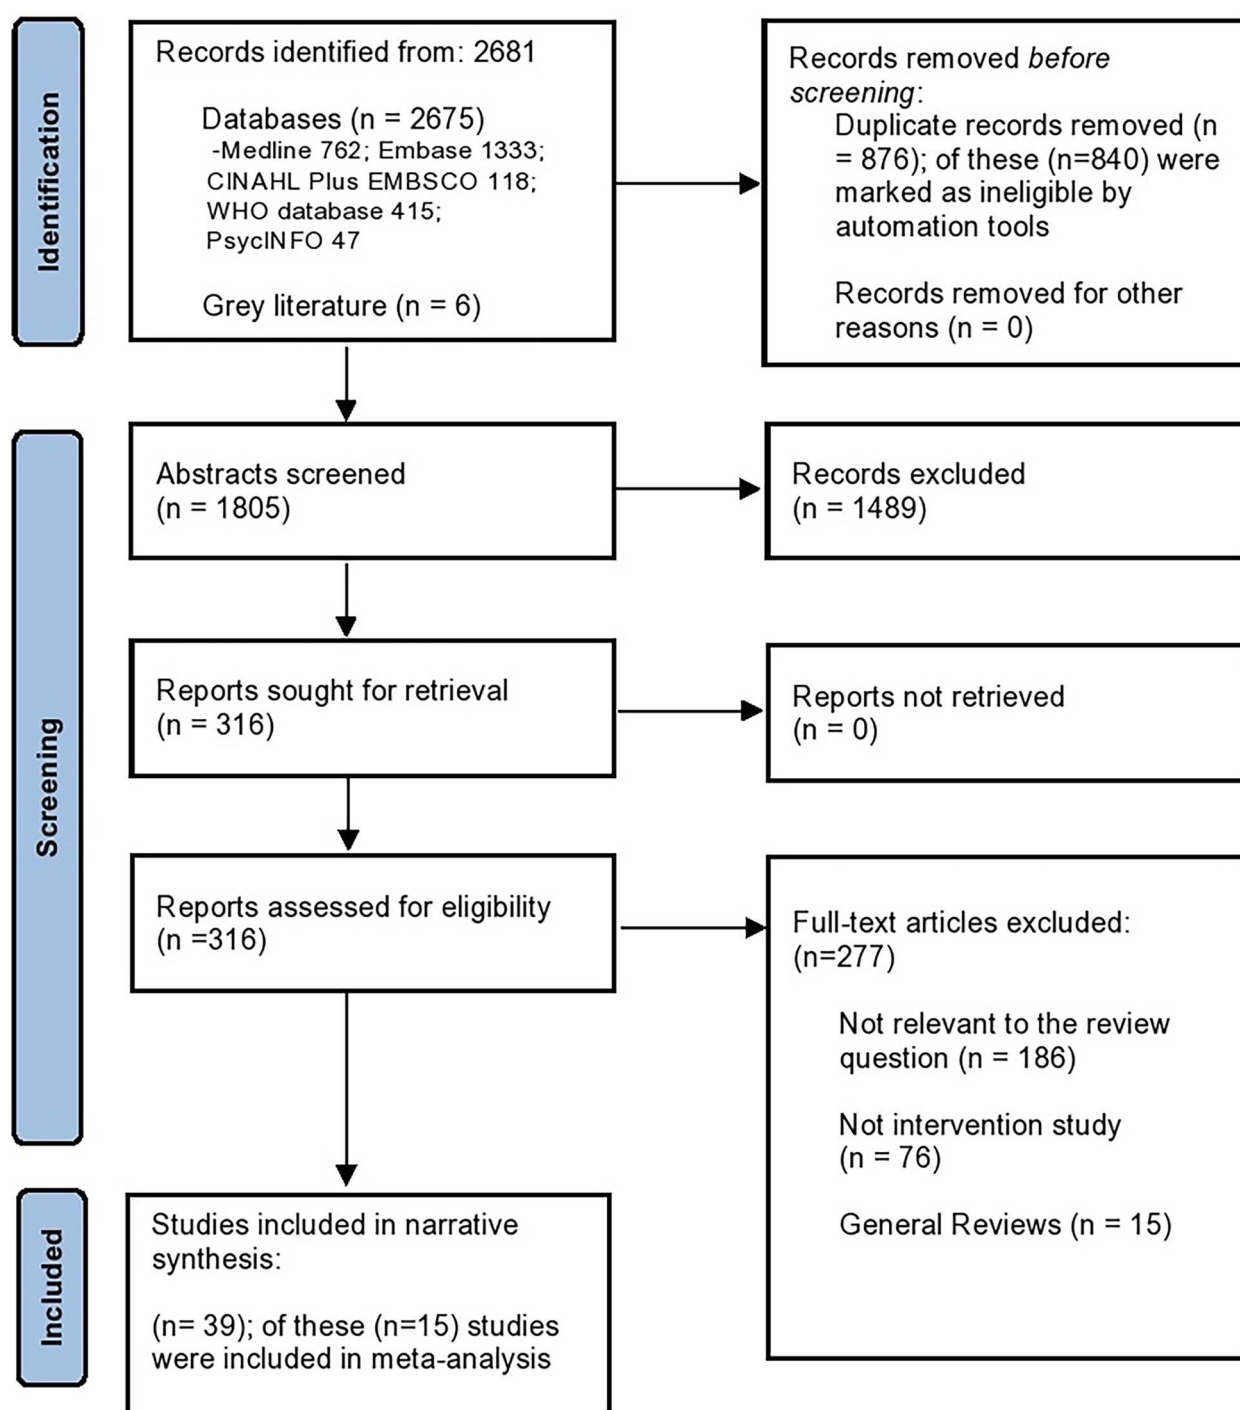 Identification
Records identified from: 2681
Databases (n = 2675)
-Medline 762; Embase 1333;
CINAHL Plus EMBSCO 118;
WHO database 415;
PsycINFO 47
Grey literature (n = 6)
Records removed before
screening:
Duplicate records removed (n
= 876); of these (n=840) were
marked as ineligible by
automation tools
Records removed for other
reasons (n = 0)
Screening
Abstracts screened
(n = 1805)
Records excluded
(n = 1489)
Reports sought for retrieval
(n = 316)
Reports not retrieved
(n = 0)
Reports assessed for eligibility
(n =316)
Full-text articles excluded:
(n=277)
Not relevant to the review
question (n = 186)
Not intervention study
(n = 76)
General Reviews (n = 15)
Included
Studies included in narrative
synthesis:
(n= 39); of these (n=15) studies
were included in meta-analysis